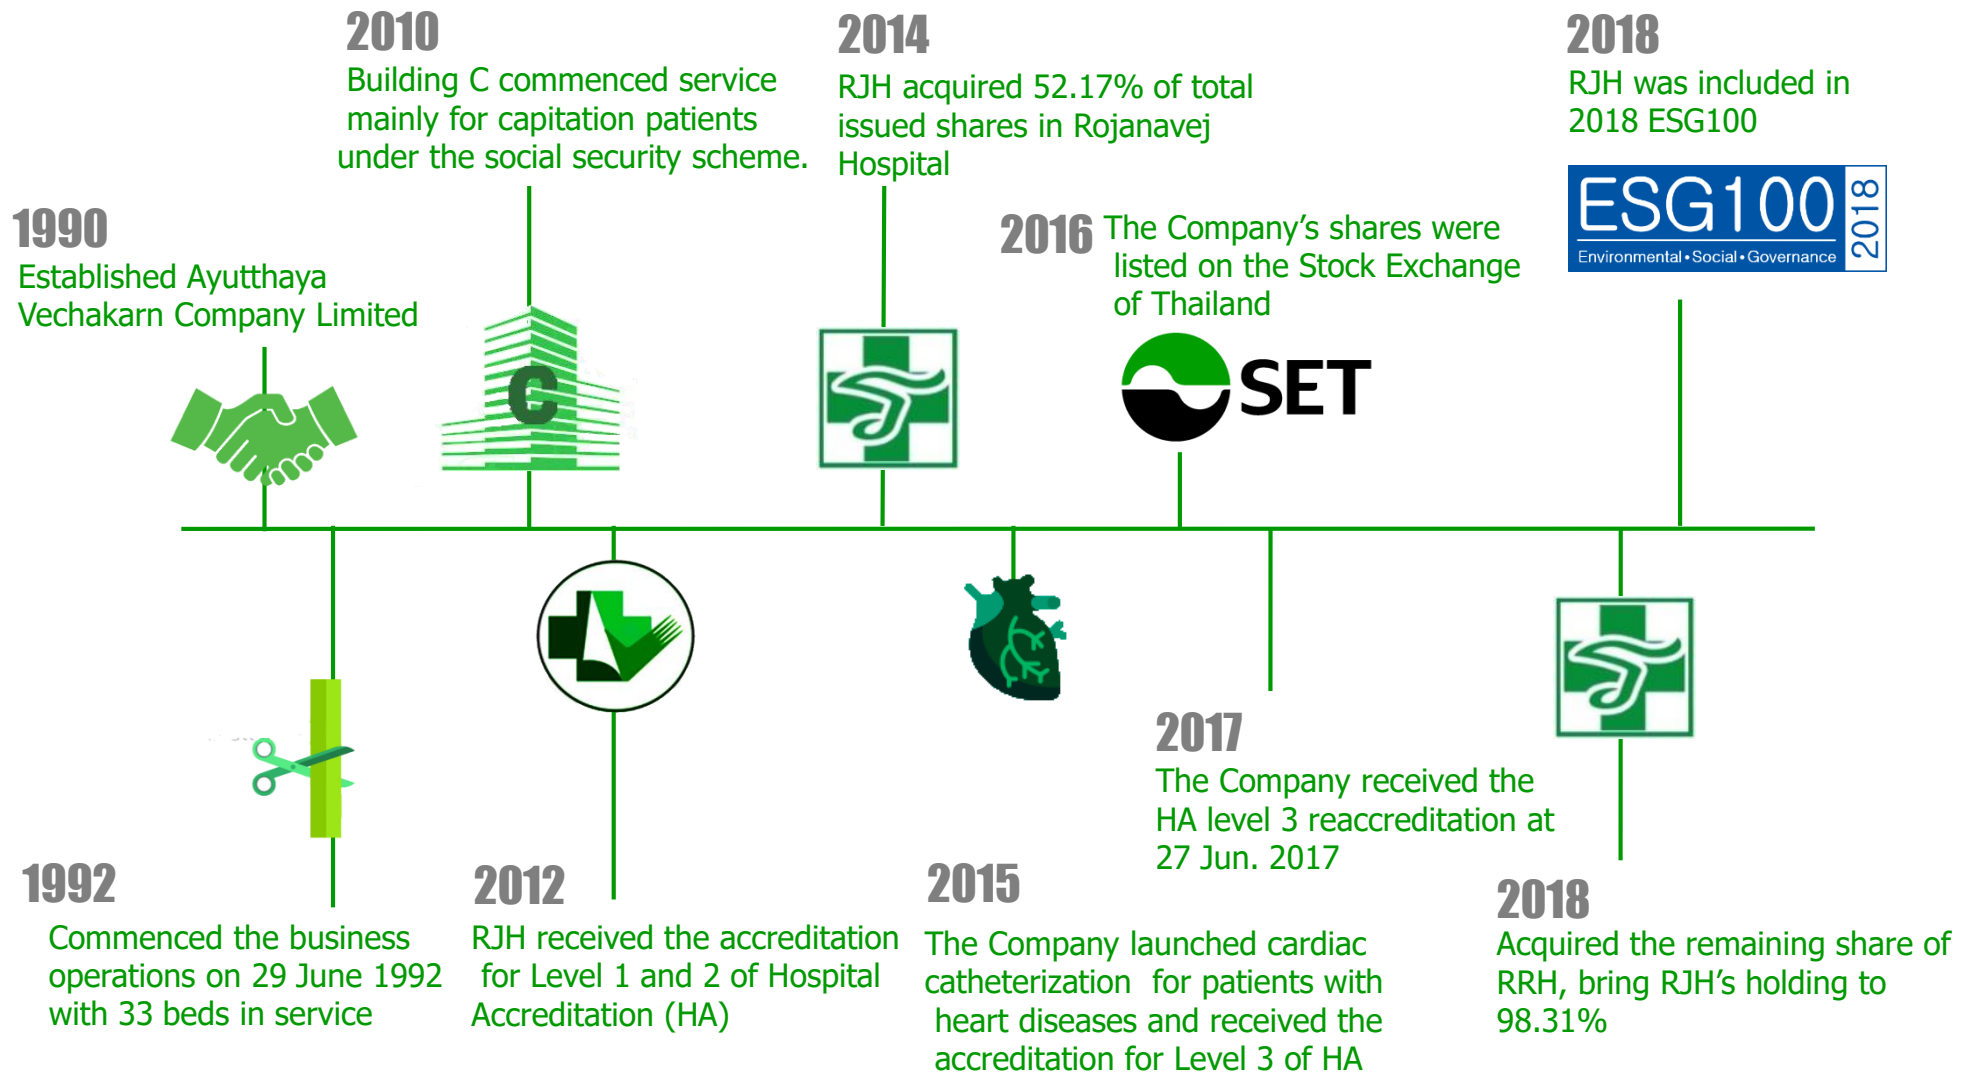 1990
Established Ayutthaya
Vechakarn Company Limited
1992
Commenced the business
operations on 29 June 1992
with 33 beds in service
2010
Building C commenced service
mainly for capitation patients
under the social security scheme.
C
2012
RJH received the accreditation
for Level 1 and 2 of Hospital
Accreditation (HA)
2014
RJH acquired 52.17% of total
issued shares in Rojanavej
Hospital
2015
The Company launched cardiac
catheterization for patients with
heart diseases and received the
accreditation for Level 3 of HA
2016
The Company’s shares were
listed on the Stock Exchange
of Thailand
SET
2017
The Company received the
HA level 3 reaccreditation at
27 Jun. 2017
2018
RJH was included in
2018 ESG100
ESG100
Environmental•Social•Governance
2018
2018
Acquired the remaining share of
RRH, bring RJH’s holding to
98.31%